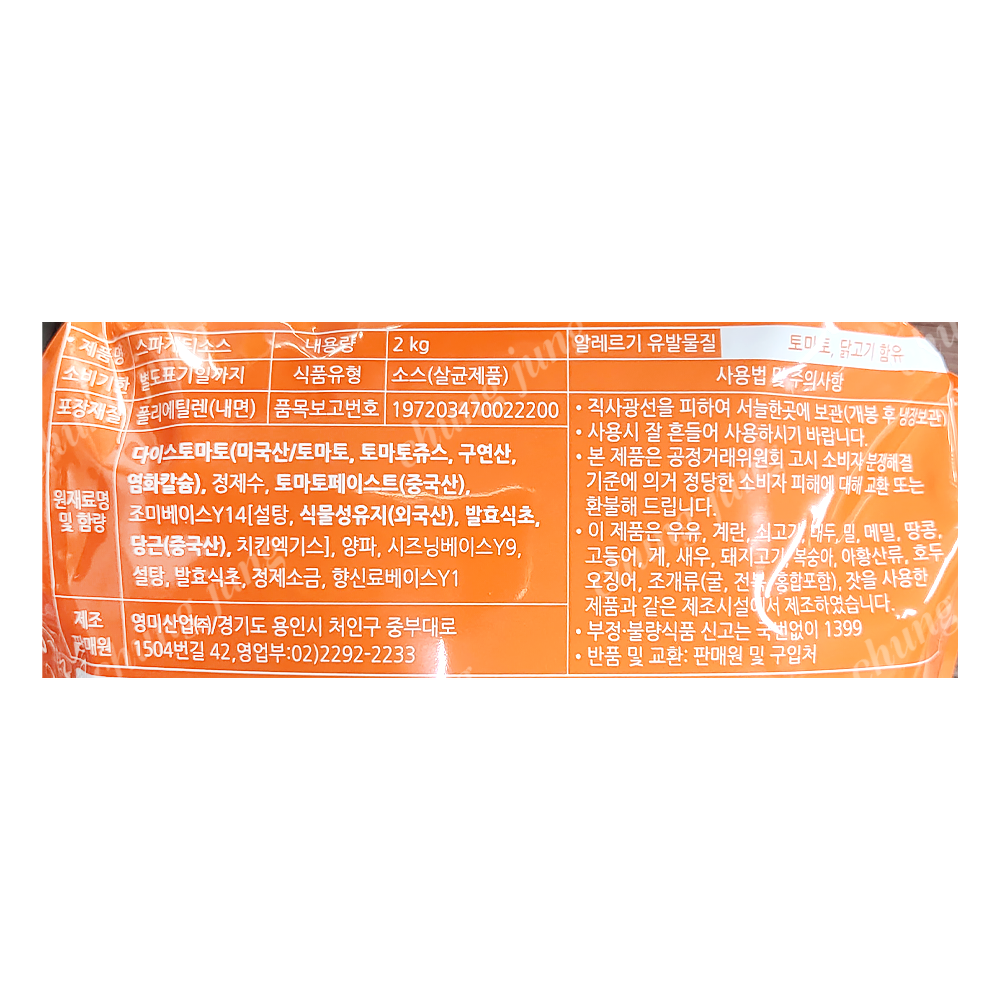 제품명 스파게티소스 내용량 2 kg
소비기한 별도표기일까지 식품유형 소스(살균제품)
포장재질 폴리에틸렌(내면) 품목보고번호 197203470022200
원재료명 및 함량
다이스토마토(미국산/토마토, 토마토쥬스, 구연산,
염화칼슘), 정제수, 토마토페이스트(중국산),
조미베이스Y14[설탕, 식물성유지(외국산), 발효식초,
당근(중국산), 치킨엑기스], 양파, 시즈닝베이스Y9,
설탕, 발효식초, 정제소금, 향신료베이스Y1
제조 판매원
영미산업㈜/경기도 용인시 처인구 중부대로
1504번길 42,영업부:02)2292-2233
알레르기 유발물질 토마토, 닭고기 함유
사용법 및 주의사항
• 직사광선을 피하여 서늘한곳에 보관(개봉 후 냉장보관)
• 사용시 잘 흔들어 사용하시기 바랍니다.
• 본 제품은 공정거래위원회 고시 소비자 분쟁해결
기준에 의거 정당한 소비자 피해에 대해 교환 또는
환불해 드립니다.
• 이 제품은 우유, 계란, 쇠고기, 대두, 밀, 메밀, 땅콩,
고등어, 게, 새우, 돼지고기, 복숭아, 아황산류, 호두
오징어, 조개류(굴, 전복, 홍합포함), 잣을 사용한
제품과 같은 제조시설에서 제조하였습니다.
• 부정·불량식품 신고는 국번없이 1399
• 반품 및 교환: 판매원 및 구입처
chung jung